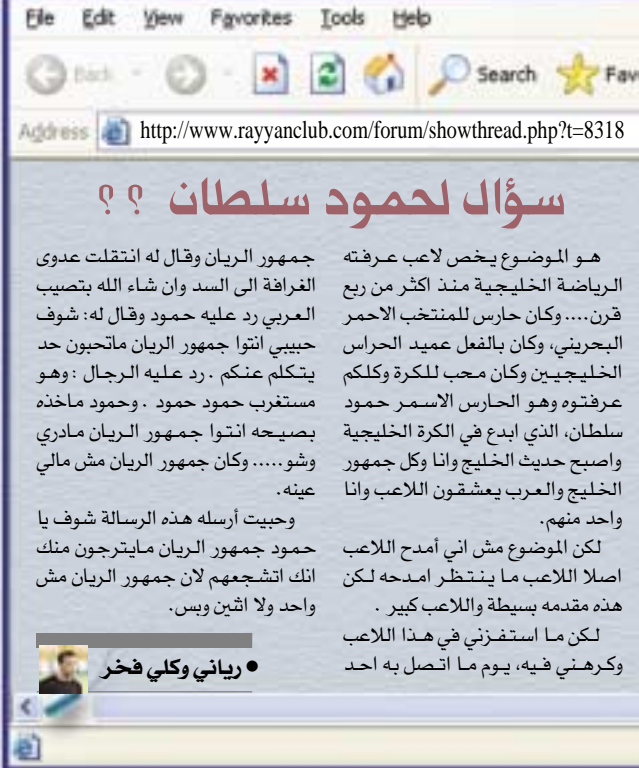 File Edit View Favorites Tools Help
Back Search Fav
Address http://www.rayyanclub.com/forum/showthread.php?t=8318
سؤال لحمود سلطان ؟ ؟
هو الموضوع يخص لاعب عرفته
الرياضة الخليجية منذ اكثر من ربع
قرن.... وكان حارس للمنتخب الاحمر
البحريني، وكان بالفعل عميد الحراس
الخليجيين وكان محب للكرة وكلكم
عرفتوه وهو الحارس الاسمر حمود
سلطان، الذي ابدع في الكرة الخليجية
واصبح حديث الخليج وانا وكل جمهور
الخليج والعرب يعشقون اللاعب وانا
واحد منهم.
لكن الموضوع مش اني أمدح اللاعب
اصلا اللاعب ما ينتظر امدحه لكن
هذه مقدمه بسيطة واللاعب كبير .
لكن ما استفزني في هذا اللاعب
وكرهني فيه، يوم ما اتصل به احد
جمهور الريان وقال له انتقلت عدوى
الغرافة الى السد وان شاء الله بتصيب
العربي رد عليه حمود وقال له: شوف
حبيبي انتوا جمهور الريان ماتحبون حد
يتكلم عنكم . رد عليه الرجال : وهو
مستغرب حمود حمود . وحمود ماخذه
بصيحه انتوا جمهور الريان مادري
وشو..... وكان جمهور الريان مش مالي
عينه.
وحبيت أرسله هذه الرسالة شوف يا
حمود جمهور الريان مايترجون منك
انك اتشجعهم لان جمهور الريان مش
واحد ولا اثين وبس.
● رياني وكلي فخر